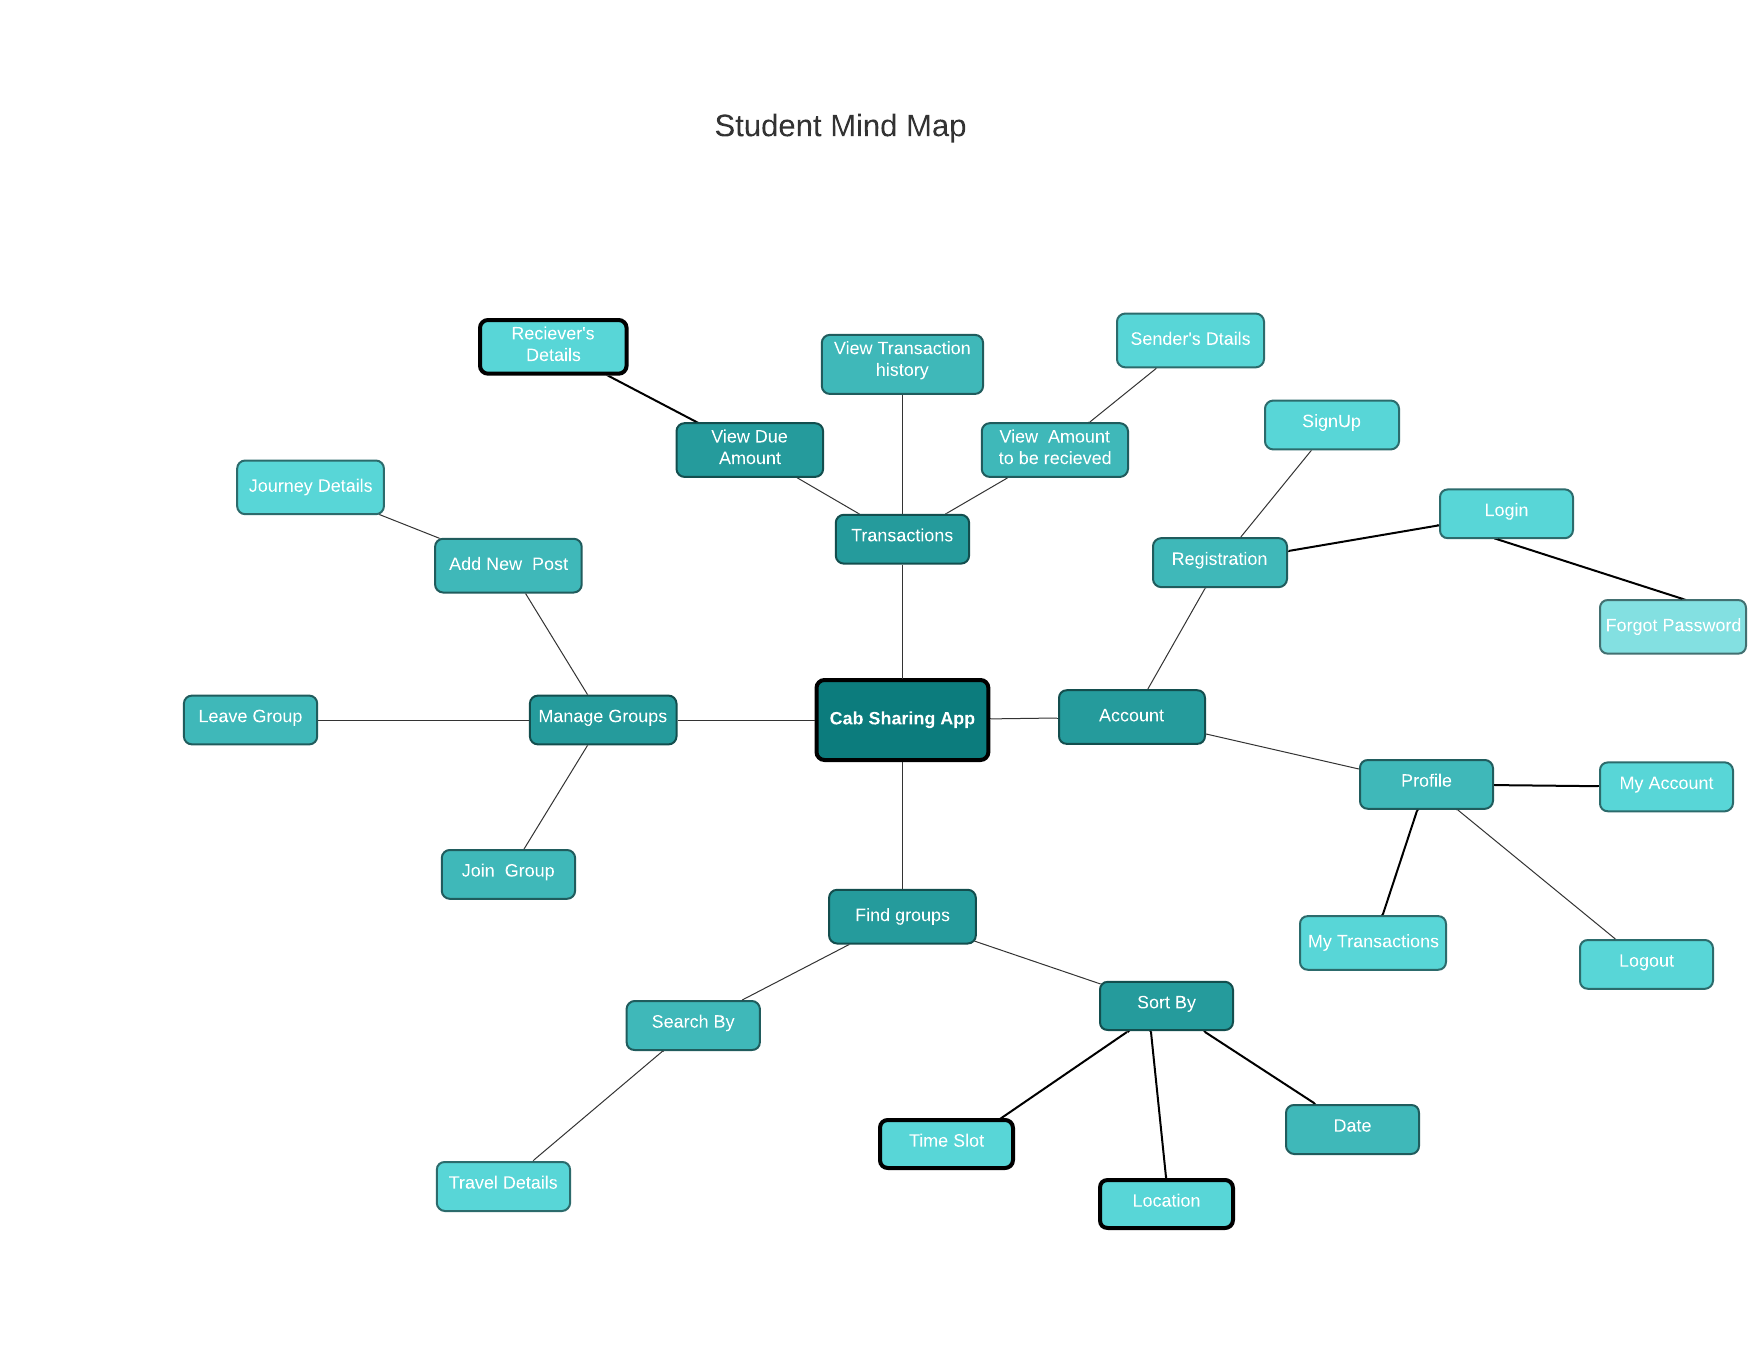 Student Mind Map
Reciever's
Details
View Transaction
history
Sender's Dtails
SignUp
View Due
Amount
View  Amount
to be recieved
Journey Details
Login
Transactions
Add New  Post
Registration
Forgot Password
Leave Group
Manage Groups
Cab Sharing App
Account
Profile
My Account
Join  Group
Find groups
My Transactions
Logout
Search By
Sort By
Time Slot
Date
Travel Details
Location